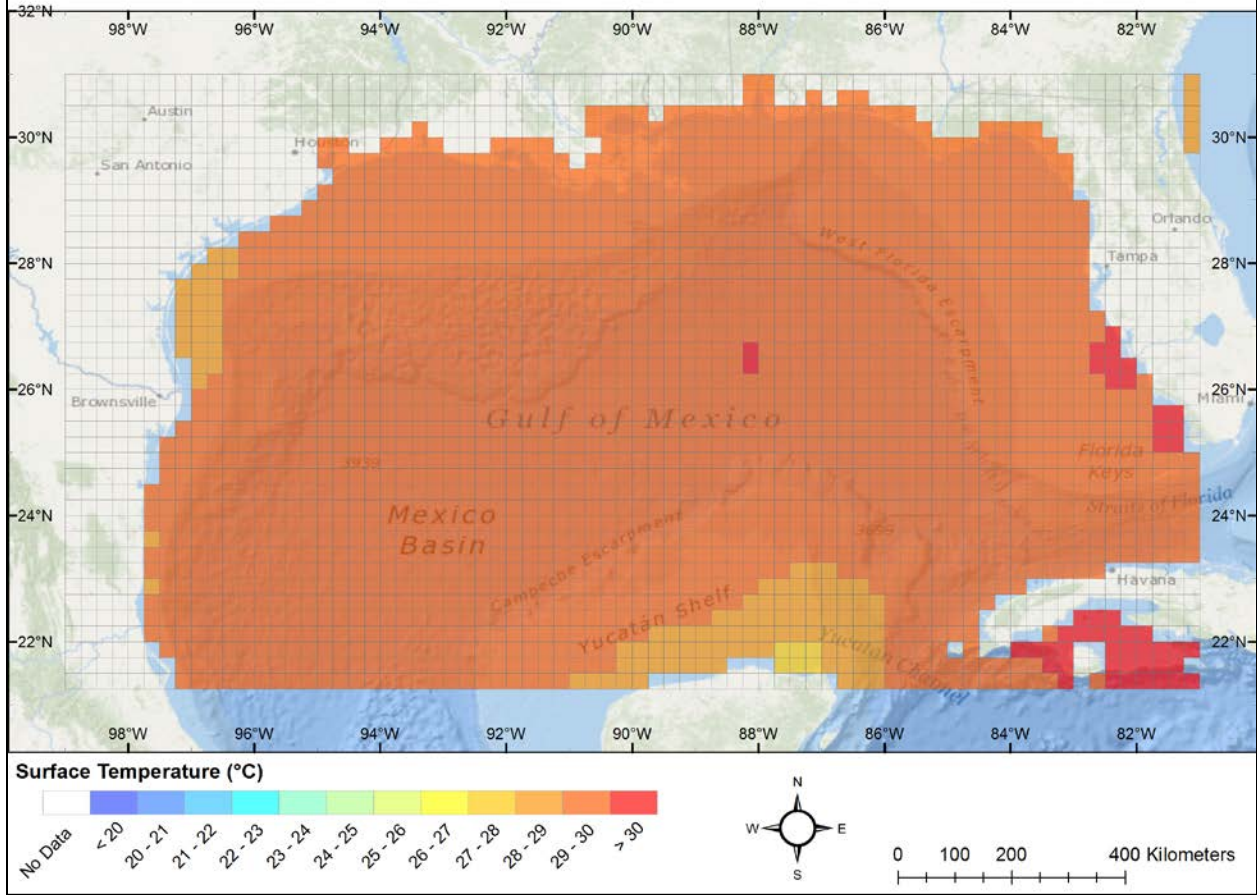 32°N 98°W 96°W 94°W 92°W 90°W 88°W 86°W 84°W 82°W 32°N
Austin
30°N Houston 30°N
San Antonio
Orlando
West Florida Escarpment
28°N Tampa 28°N
26°N 26°N
Brownsville Miami
Gulf of Mexico
Florida
3939 Keys
Straits of Florida
24°N Mexico 24°N
Basin
Campeche Escarpment
Havana
Yucatán Shelf
22°N Yucatan Channel 22°N
98°W 96°W 94°W 92°W 90°W 88°W 86°W 84°W 82°W
Surface Temperature (°C)
No Data < 20 20 - 21 21 - 22 22 - 23 23 - 24 24 - 25 25 - 26 26 - 27 27 - 28 28 - 29 29 - 30 > 30
N
W E
S
0 100 200 400 Kilometers